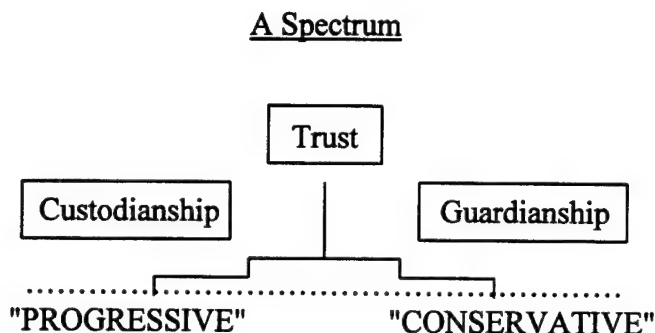 A Spectrum
Trust
Custodianship Guardianship
"PROGRESSIVE" "CONSERVATIVE"